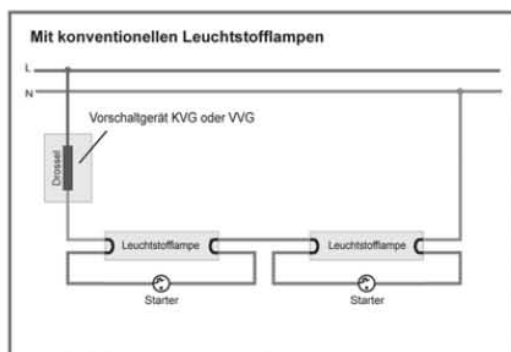 Mit konventionellen Leuchtstofflampen
L
N
Vorschaltgerät KVG oder VVG
Drossel
Leuchtstofflampe
Leuchtstofflampe
Starter
Starter